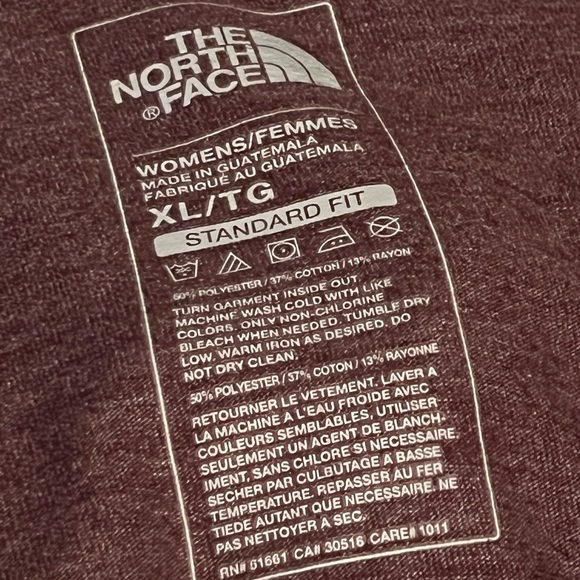 THE
NORTH
FACE
®
WOMENS/FEMMES
MADE IN GUATEMALA
FABRIQUÉ AU GUATEMALA
XL/TG
STANDARD FIT
50% POLYESTER / 37% COTTON / 13% RAYON
TURN GARMENT INSIDE OUT.
MACHINE WASH COLD WITH LIKE
COLORS. ONLY NON-CHLORINE
BLEACH WHEN NEEDED. TUMBLE DRY
LOW. WARM IRON AS DESIRED. DO
NOT DRY CLEAN.
50% POLYESTER / 37% COTON / 13% RAYONNE
RETOURNER LE VETEMENT. LAVER A
LA MACHINE A L'EAU FROIDE AVEC
COULEURS SEMBLABLES, UTILISER
SEULEMENT UN AGENT DE BLANCH-
IMENT, SANS CHLORE SI NECESSAIRE.
SECHER PAR CULBUTAGE A BASSE
TEMPERATURE. REPASSER AU FER
TIEDE AUTANT QUE NECESSAIRE. NE
PAS NETTOYER À SEC.
RN# 61661 CA# 30516 CARE# 1011